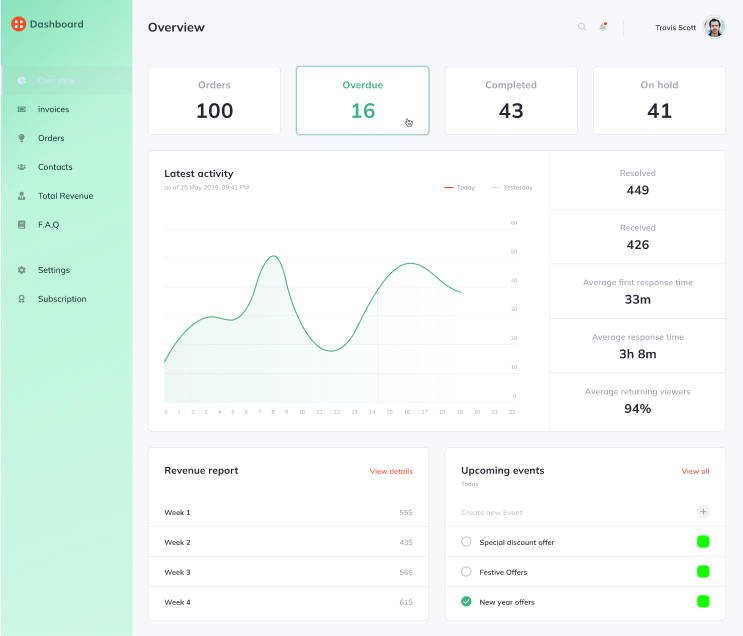 Dashboard
Overview
invoices
Orders
Contacts
Total Revenue
F.A.Q
Settings
Subscription
Overview
Travis Scott
Orders
100
Overdue
16
Completed
43
On hold
41
Latest activity
as of 25 May 2019, 09:41 PM
Today
Yesterday
60
50
40
30
20
10
0
0 1 2 3 4 5 6 7 8 9 10 11 12 13 14 15 16 17 18 19 20 21 22
Resolved
449
Received
426
Average first response time
33m
Average response time
3h 8m
Average returning viewers
94%
Revenue report
View details
Week 1 55$
Week 2 43$
Week 3 56$
Week 4 61$
Upcoming events
View all
Today
Create new Event
Special discount offer
Festive Offers
New year offers